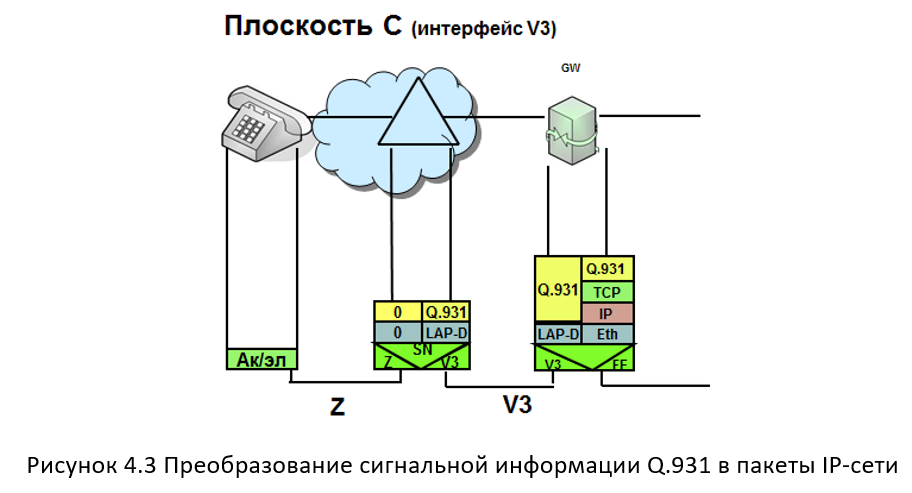 Плоскость С (интерфейс V3)
GW
Q.931
Q.931
TCP
IP
LAP-D
Eth
V3
FF
0
Q.931
0
LAP-D
SN
Z
V3
Ак/эл
Z
V3
Рисунок 4.3 Преобразование сигнальной информации Q.931 в пакеты IP-сети